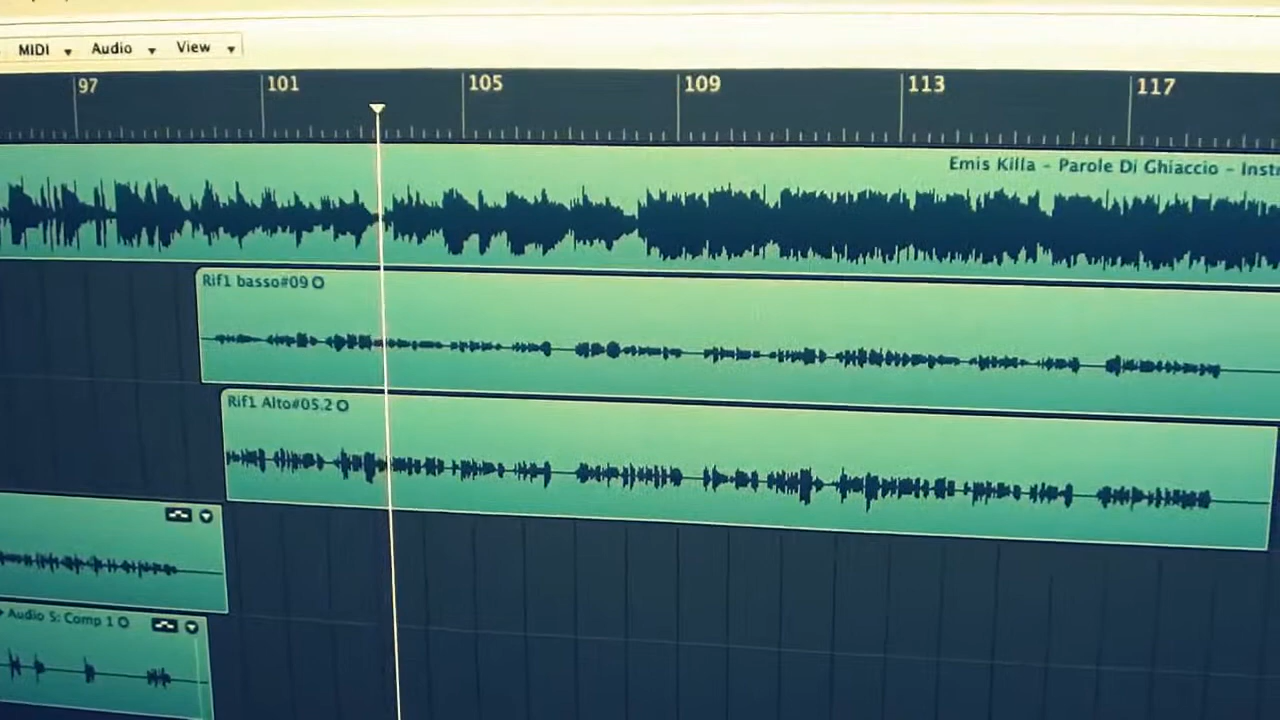 MIDI Audio View
97 101 105 109 113 117
Emis Killa - Parole Di Ghiaccio - Instr
Rif1 basso#09
Rif1 Alto#05.2
Audio 5: Comp 1